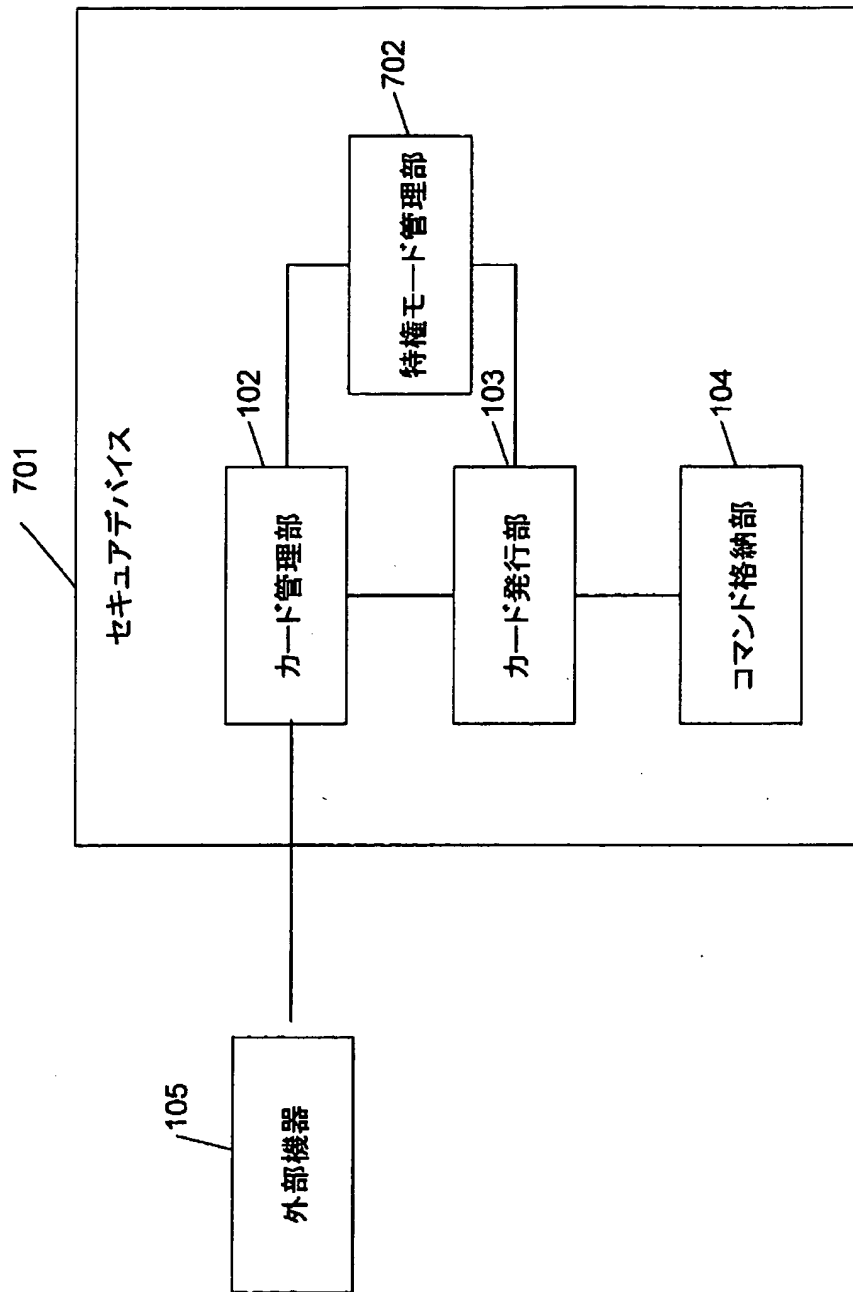 701
セキュアデバイス
105
外部機器
102
カード管理部
702
特権モード管理部
103
カード発行部
104
コマンド格納部